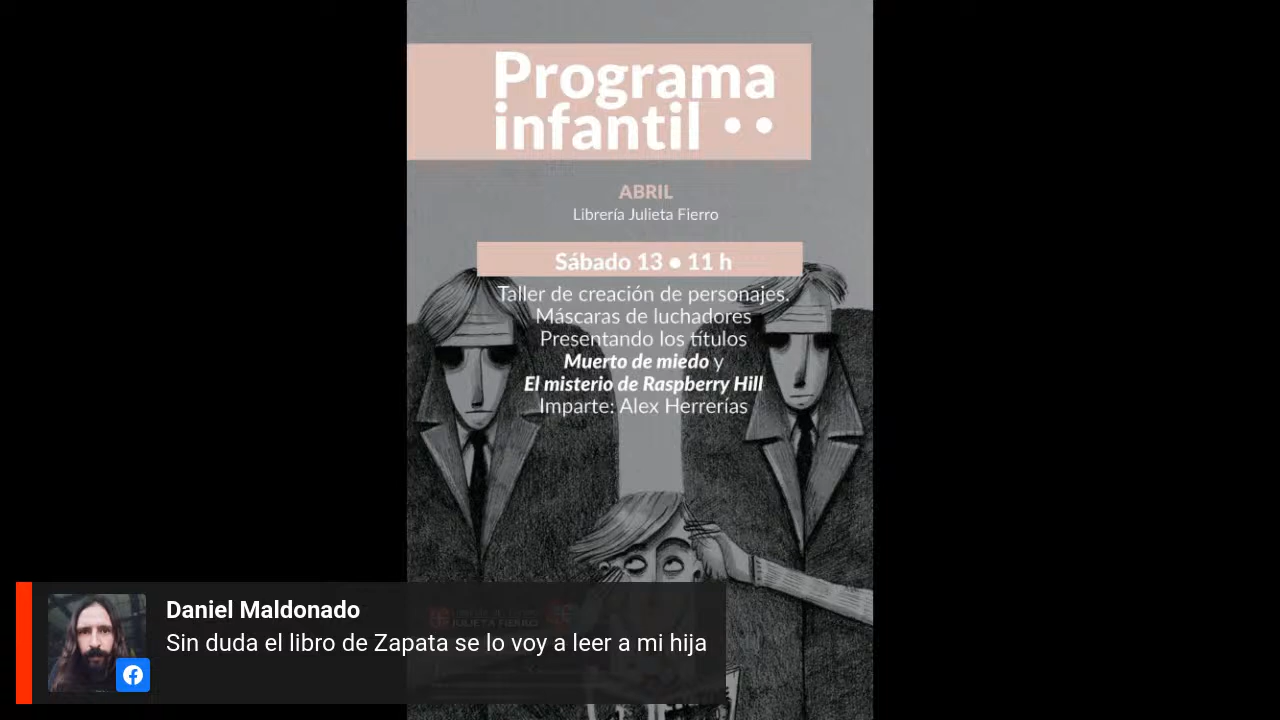 Programa
infantil ••
ABRIL
Librería Julieta Fierro
Sábado 13 • 11 h
Taller de creación de personajes.
Máscaras de luchadores
Presentando los títulos
Muerto de miedo y
El misterio de Raspberry Hill
Imparte: Alex Herrerías
JULIETA FIERRO
Daniel Maldonado
Sin duda el libro de Zapata se lo voy a leer a mi hija